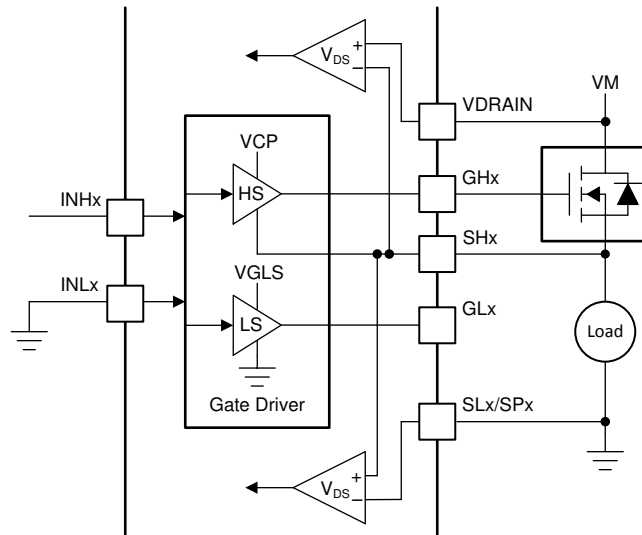 +
VDS
−
VDRAIN
VM
VCP
HS
GHx
INHx
SHx
INLx
VGLS
LS
GLx
Load
Gate Driver
SLx/SPx
+
VDS
−